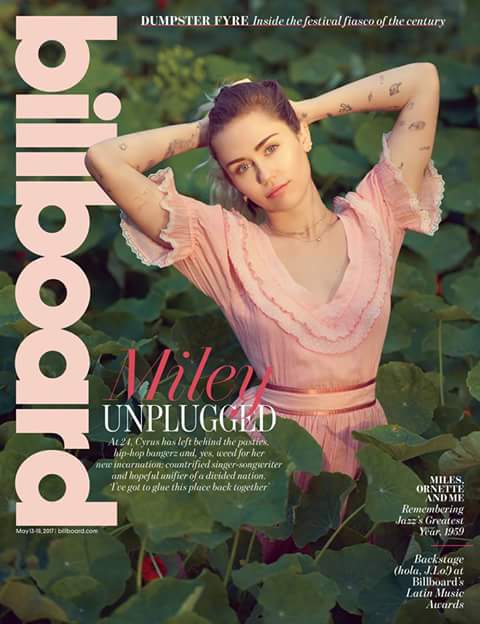 DUMPSTER FYRE Inside the festival fiasco of the century
billboard
Miley
UNPLUGGED
At 24, Cyrus has left behind the pasties,
hip-hop bangerz and, yes, weed for her
new incarnation: countrified singer-songwriter
and hopeful unifier of a divided nation.
'I've got to glue this place back together'
MILES,
ORNETTE
AND ME
Remembering
Jazz's Greatest
Year, 1959
Backstage
(hola, J.Lo!) at
Billboard's
Latin Music
Awards
May 13-19, 2017 | billboard.com